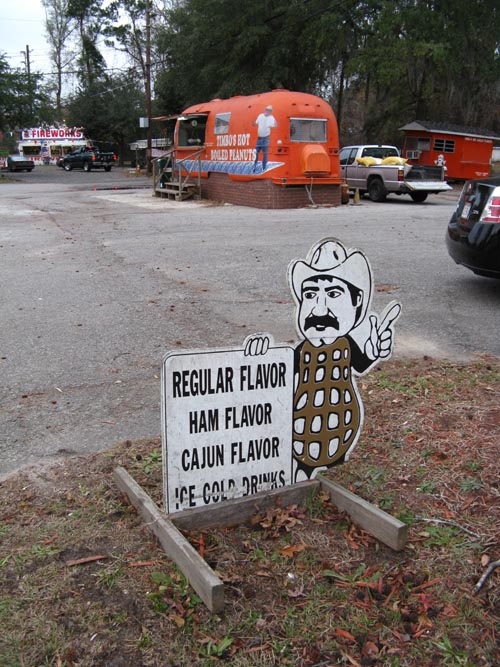 FIREWORKS
TIMBO'S HOT
BOILED PEANUTS
REGULAR FLAVOR
HAM FLAVOR
CAJUN FLAVOR
ICE COLD DRINKS